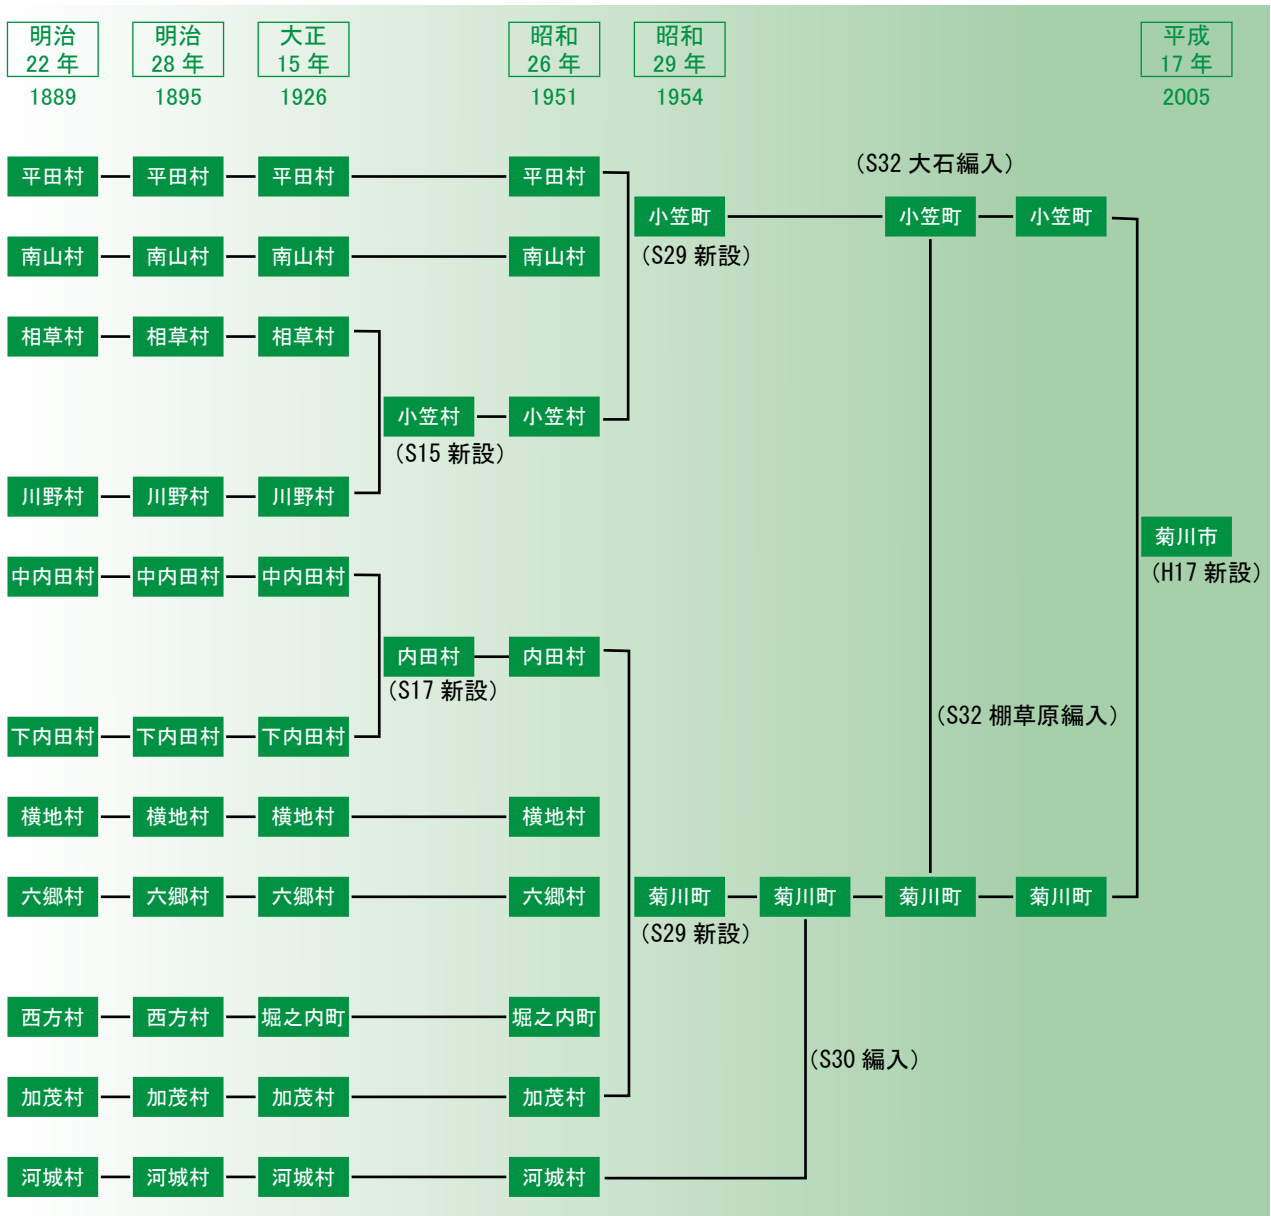 明治 明治 大正 昭和 昭和 平成
22年 28年 15年 26年 29年 17年
1889 1895 1926 1951 1954 2005
(S32 大石編入)
平田村 平田村 平田村 平田村
小笠町 小笠町 小笠町
南山村 南山村 南山村 南山村 (S29 新設)
相草村 相草村 相草村
小笠村 小笠村
(S15 新設)
川野村 川野村 川野村
菊川市
中内田村 中内田村 中内田村 (H17 新設)
内田村 内田村
(S17 新設)
(S32 棚草原編入)
下内田村 下内田村 下内田村
横地村 横地村 横地村 横地村
六郷村 六郷村 六郷村 六郷村 菊川町 菊川町 菊川町 菊川町
(S29 新設)
西方村 西方村 堀之内町 堀之内町
(S30 編入)
加茂村 加茂村 加茂村 加茂村
河城村 河城村 河城村 河城村